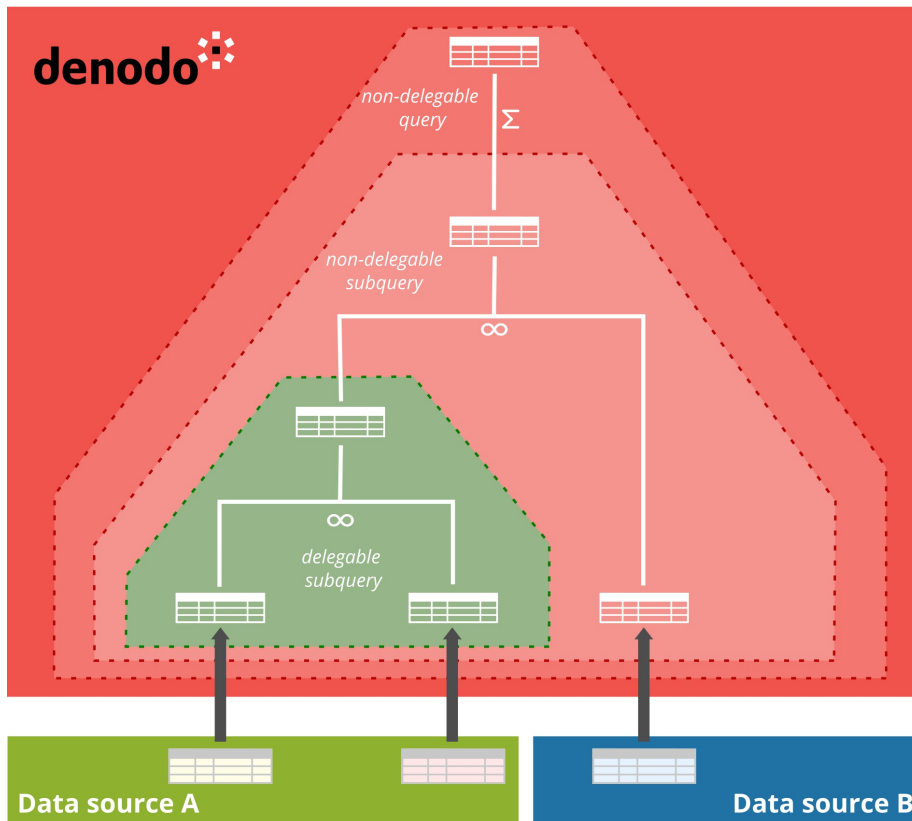 denodo
non-delegable
query
Σ
non-delegable
subquery
∞
∞
delegable
subquery
Data source A
Data source B